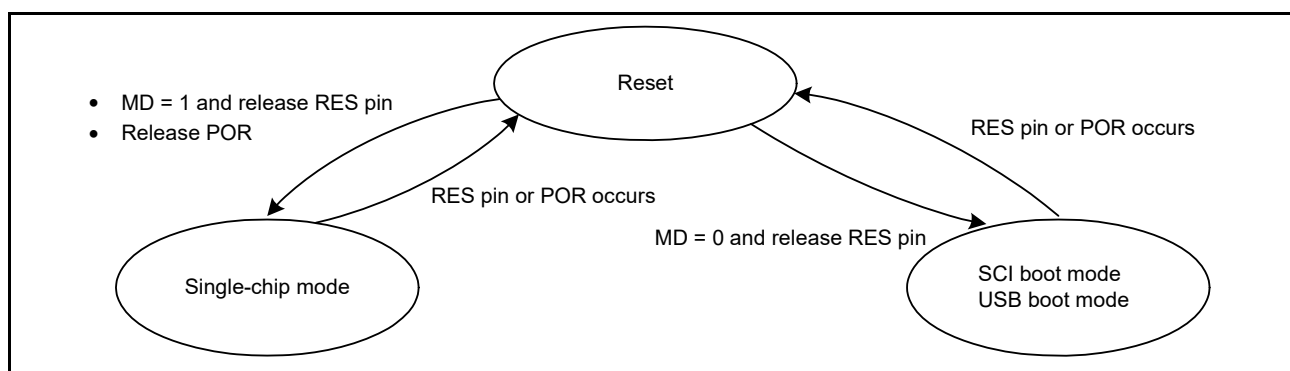 Reset
• MD = 1 and release RES pin
• Release POR
RES pin or POR occurs
RES pin or POR occurs
MD = 0 and release RES pin
Single-chip mode
SCI boot mode
USB boot mode